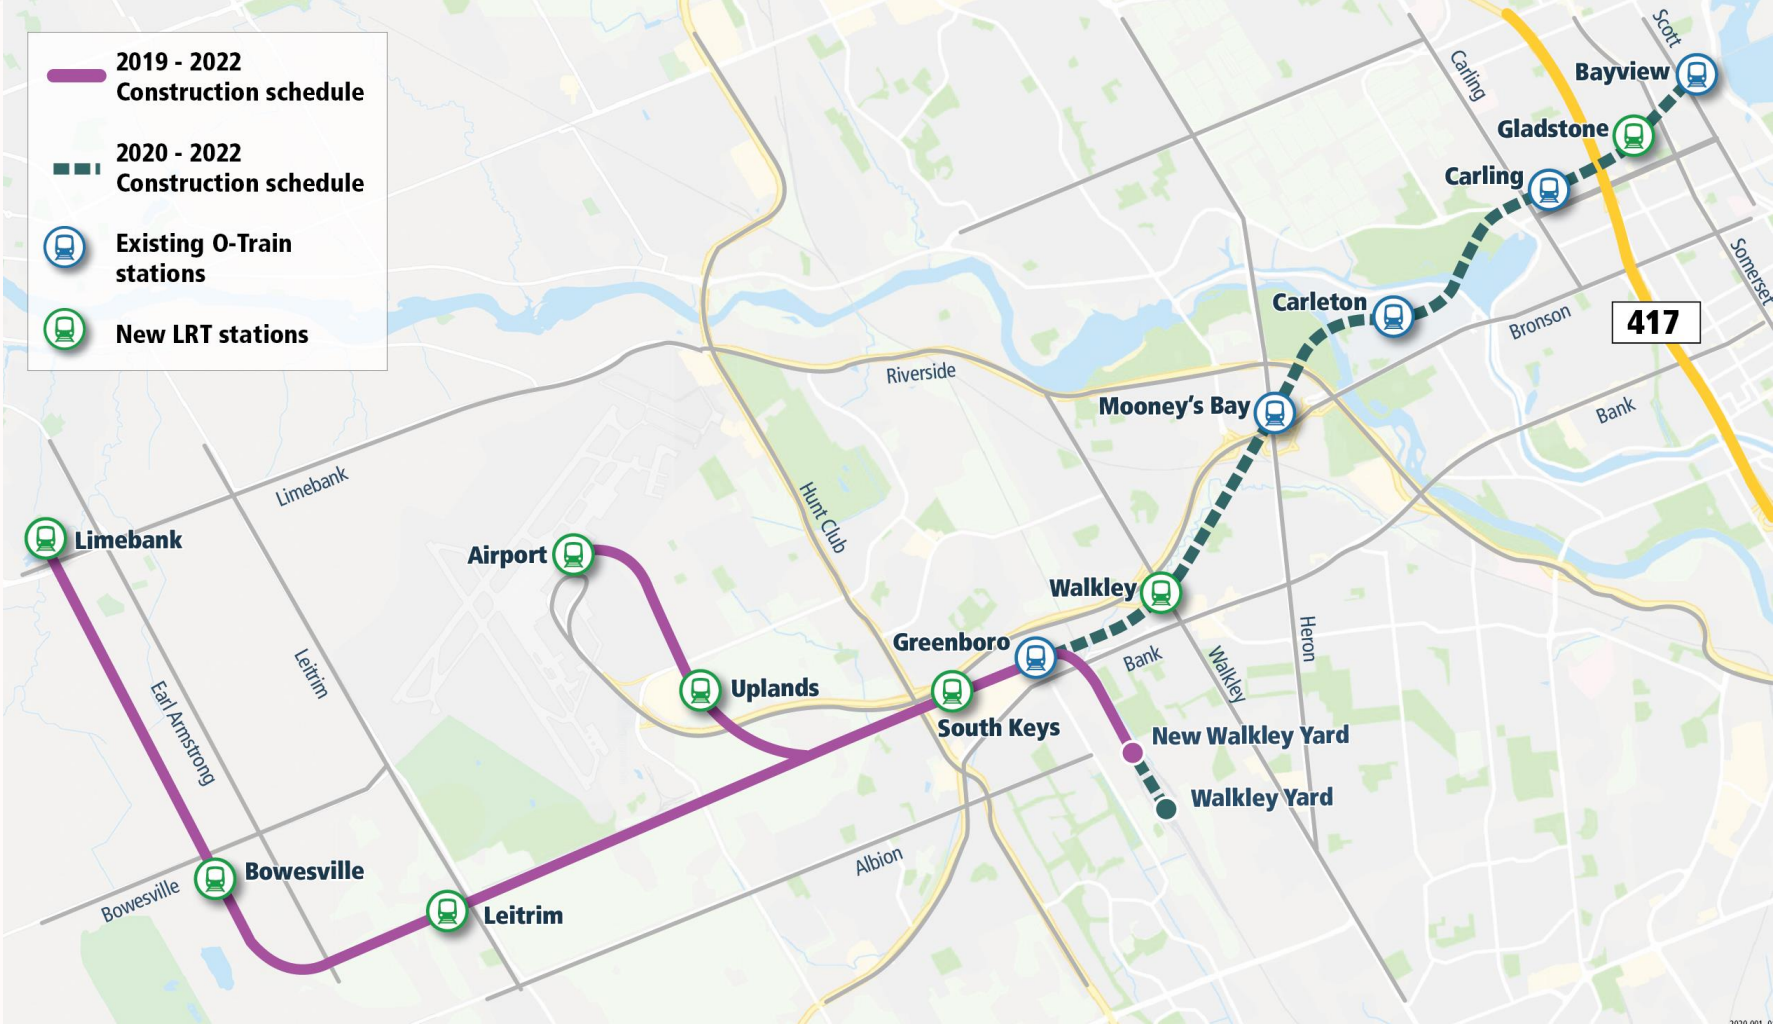 2019 - 2022
Construction schedule
2020 - 2022
Construction schedule
Existing O-Train
stations
New LRT stations
Scott
Bayview
Carling
Gladstone
Carling
Somerset
Carleton
Bronson
417
Riverside
Mooney's Bay
Bank
Limebank
Hunt Club
Limebank
Airport
Walkley
Greenboro
Heron
Bank
Walkley
Leitrim
Earl Armstrong
Uplands
South Keys
New Walkley Yard
Walkley Yard
Albion
Bowesville
Bowesville
Leitrim